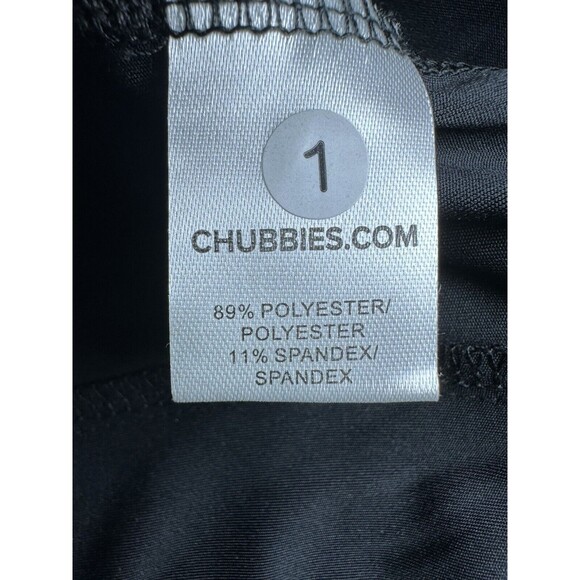 1
CHUBBIES.COM
89% POLYESTER/
POLYESTER
11% SPANDEX/
SPANDEX